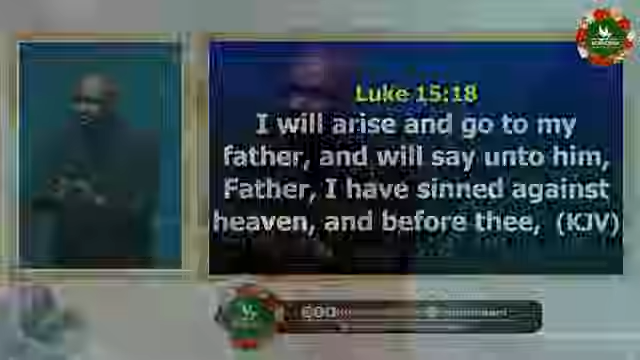 Luke 15:18
I will arise and go to my
father, and will say unto him,
Father, I have sinned against
heaven, and before thee, (KJV)